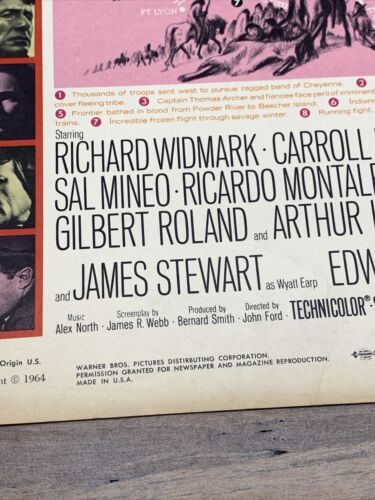 FT. LYON
7
1 Thousands of troops sent west to pursue ragged band of Cheyenne. 2
cover fleeing tribe. 3 Captain Thomas Archer and fiancee face peril of imminent
5 Frontier bathed in blood from Powder River to Beecher Island. 6 Indians
trains. 7 Incredible frozen flight through savage winter. 8 Running fight,
Starring
RICHARD WIDMARK · CARROLL
SAL MINEO · RICARDO MONTAL
GILBERT ROLAND and ARTHUR
and JAMES STEWART as Wyatt Earp EDW
Music Screenplay by Produced by Directed by
Alex North · James R. Webb · Bernard Smith · John Ford · TECHNICOLOR®
Origin U.S.
WARNER BROS. PICTURES DISTRIBUTING CORPORATION.
PERMISSION GRANTED FOR NEWSPAPER AND MAGAZINE REPRODUCTION.
MADE IN U.S.A.
nt © 1964